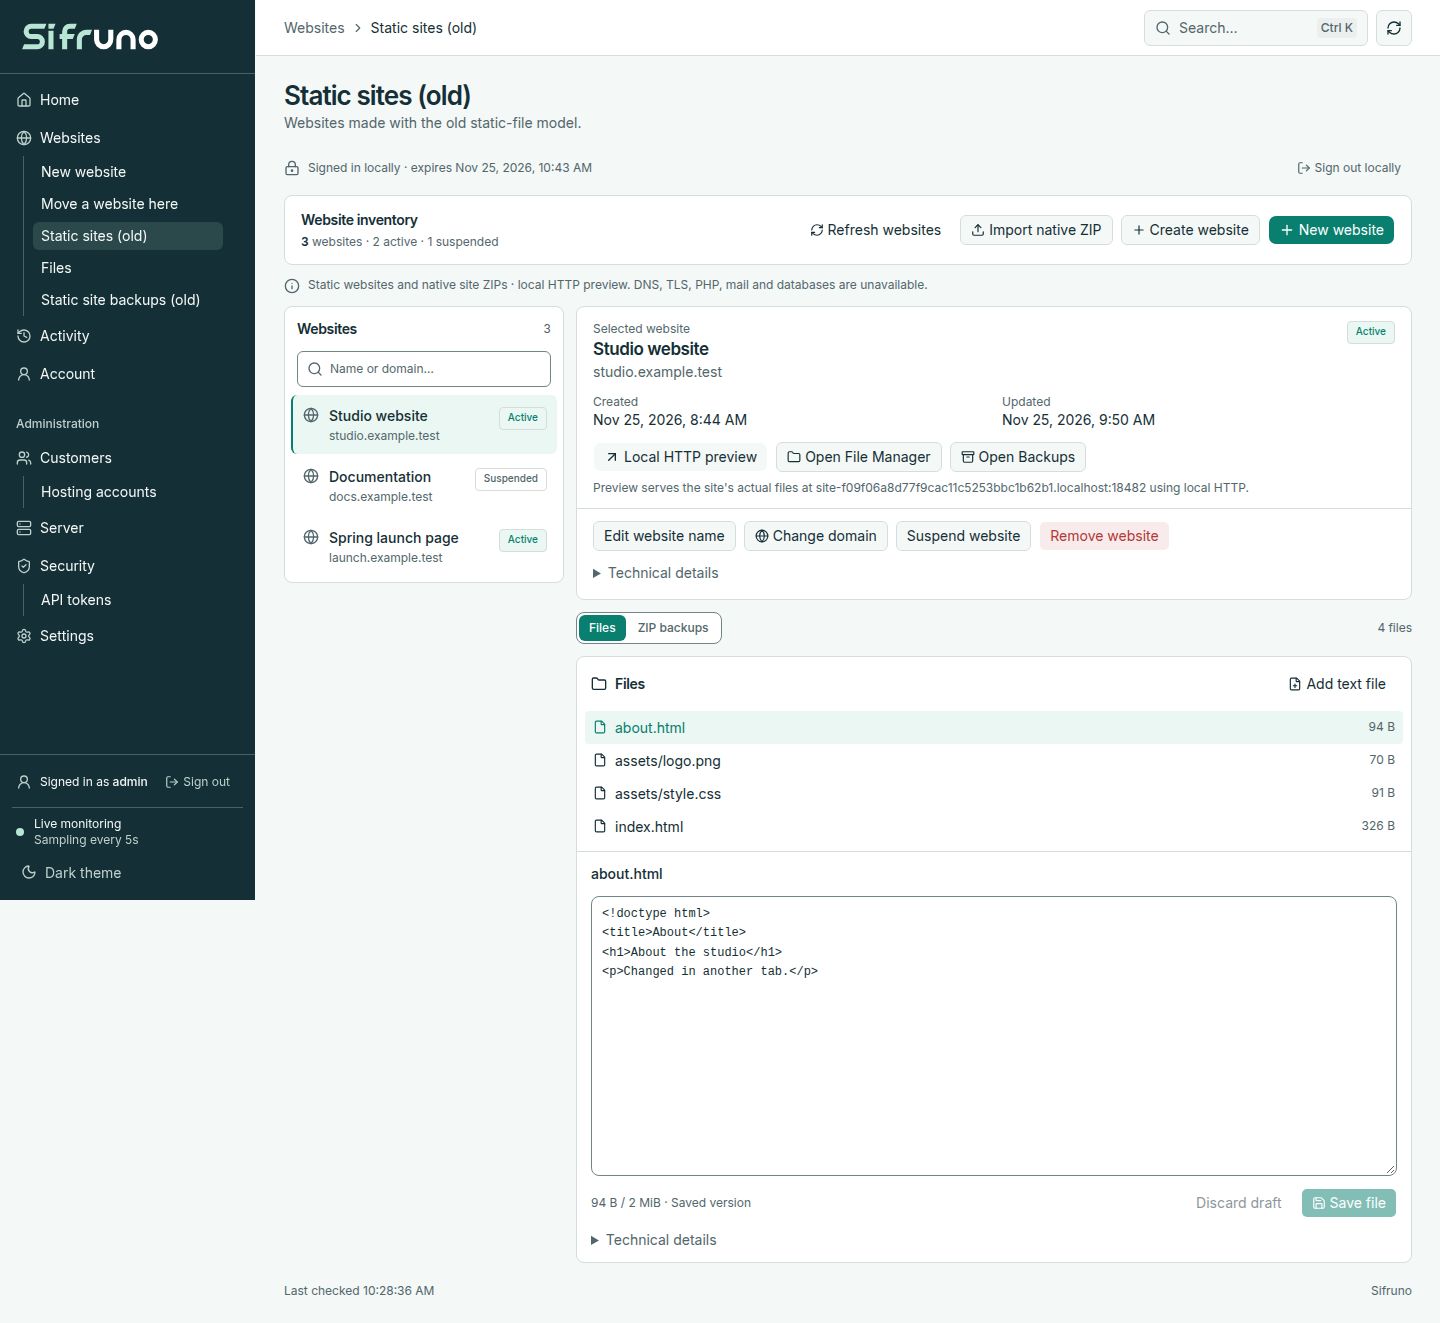 Sifruno
Home
Websites
New website
Move a website here
Static sites (old)
Files
Static site backups (old)
Activity
Account
Administration
Customers
Hosting accounts
Server
Security
API tokens
Settings
Signed in as admin
Sign out
Live monitoring
Sampling every 5s
Dark theme
Websites > Static sites (old)
Search...
Ctrl K
Static sites (old)
Websites made with the old static-file model.
Signed in locally · expires Nov 25, 2026, 10:43 AM
Sign out locally
Website inventory
3 websites · 2 active · 1 suspended
Refresh websites
Import native ZIP
Create website
New website
Static websites and native site ZIPs · local HTTP preview. DNS, TLS, PHP, mail and databases are unavailable.
Websites
3
Name or domain...
Studio website
Active
studio.example.test
Documentation
Suspended
docs.example.test
Spring launch page
Active
launch.example.test
Selected website
Active
Studio website
studio.example.test
Created
Nov 25, 2026, 8:44 AM
Updated
Nov 25, 2026, 9:50 AM
Local HTTP preview
Open File Manager
Open Backups
Preview serves the site's actual files at site-f09f06a8d77f9cac11c5253bbc1b62b1.localhost:18482 using local HTTP.
Edit website name
Change domain
Suspend website
Remove website
Technical details
Files
ZIP backups
4 files
Files
Add text file
about.html
94 B
assets/logo.png
70 B
assets/style.css
91 B
index.html
326 B
about.html
<!doctype html>
<title>About</title>
<h1>About the studio</h1>
<p>Changed in another tab.</p>
94 B / 2 MiB · Saved version
Discard draft
Save file
Technical details
Last checked 10:28:36 AM
Sifruno